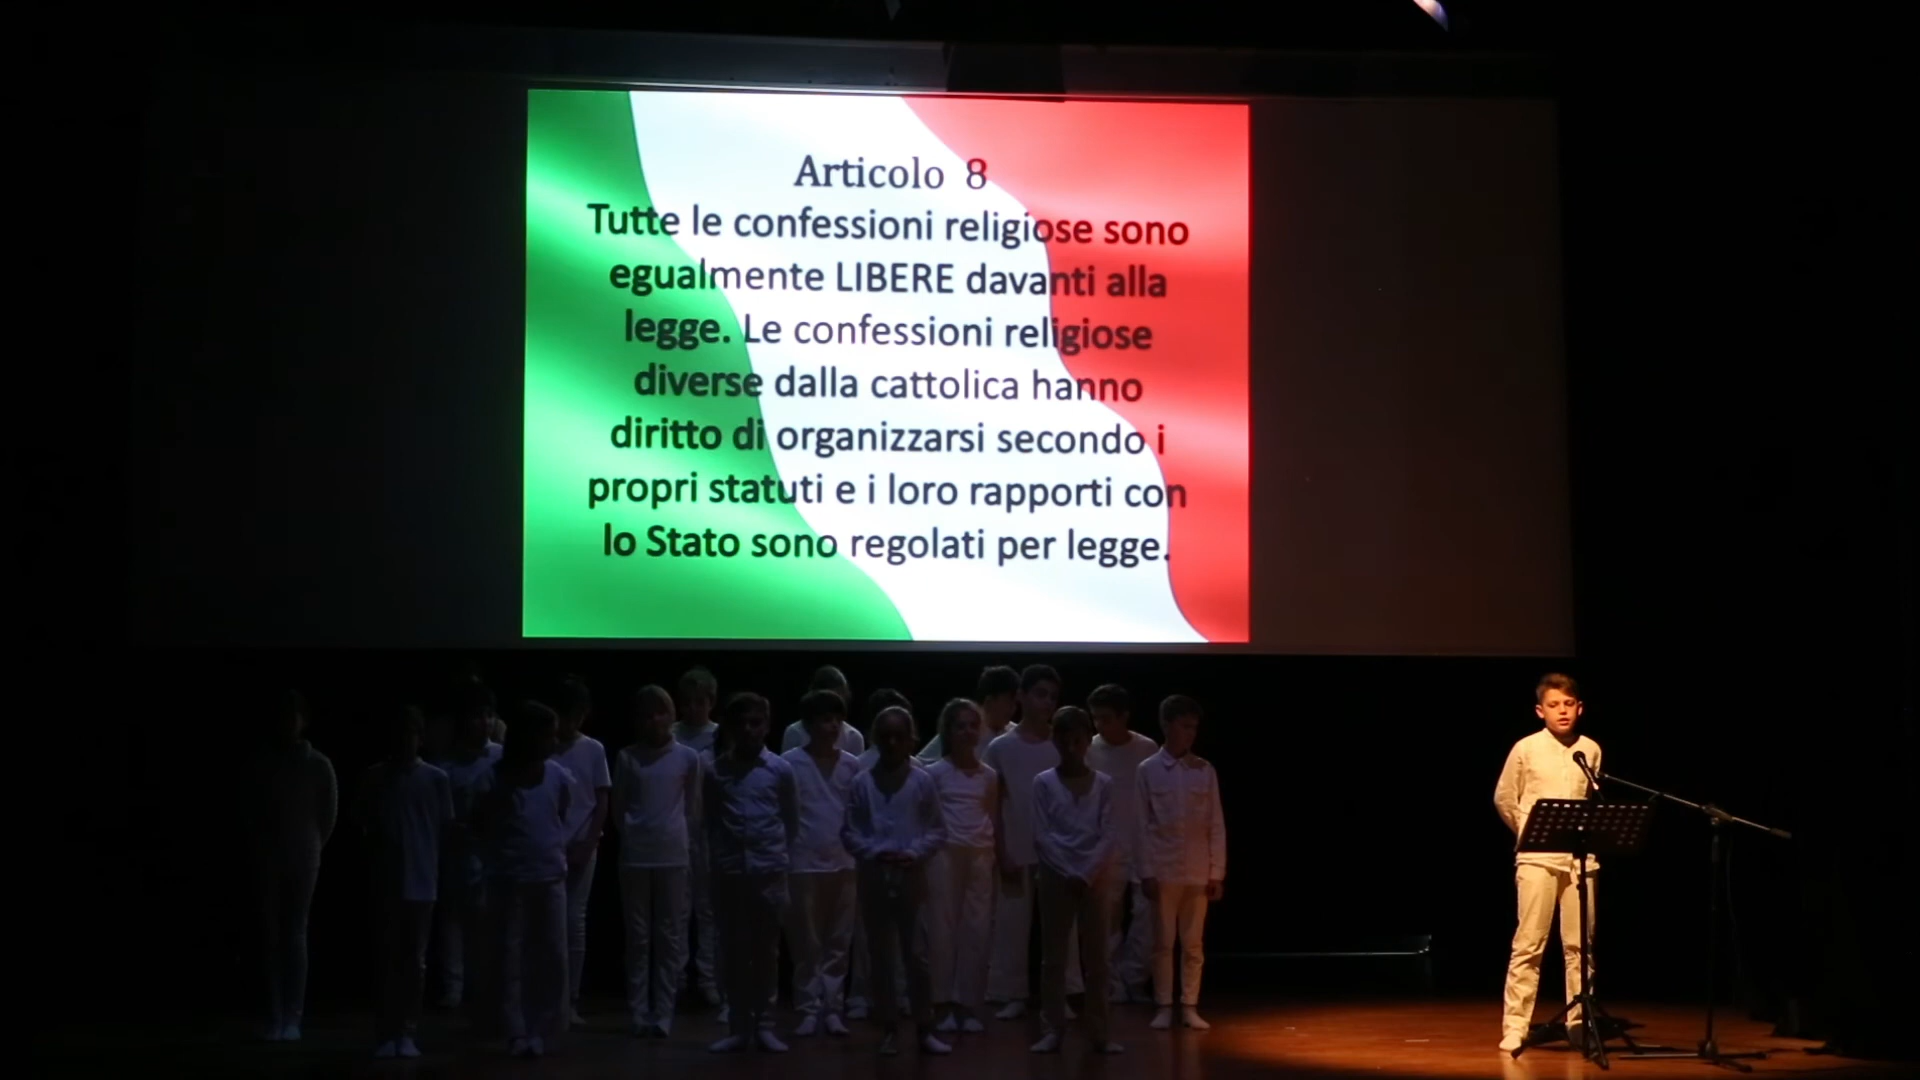 Articolo 8
Tutte le confessioni religiose sono
egualmente LIBERE davanti alla
legge. Le confessioni religiose
diverse dalla cattolica hanno
diritto di organizzarsi secondo i
propri statuti e i loro rapporti con
lo Stato sono regolati per legge.